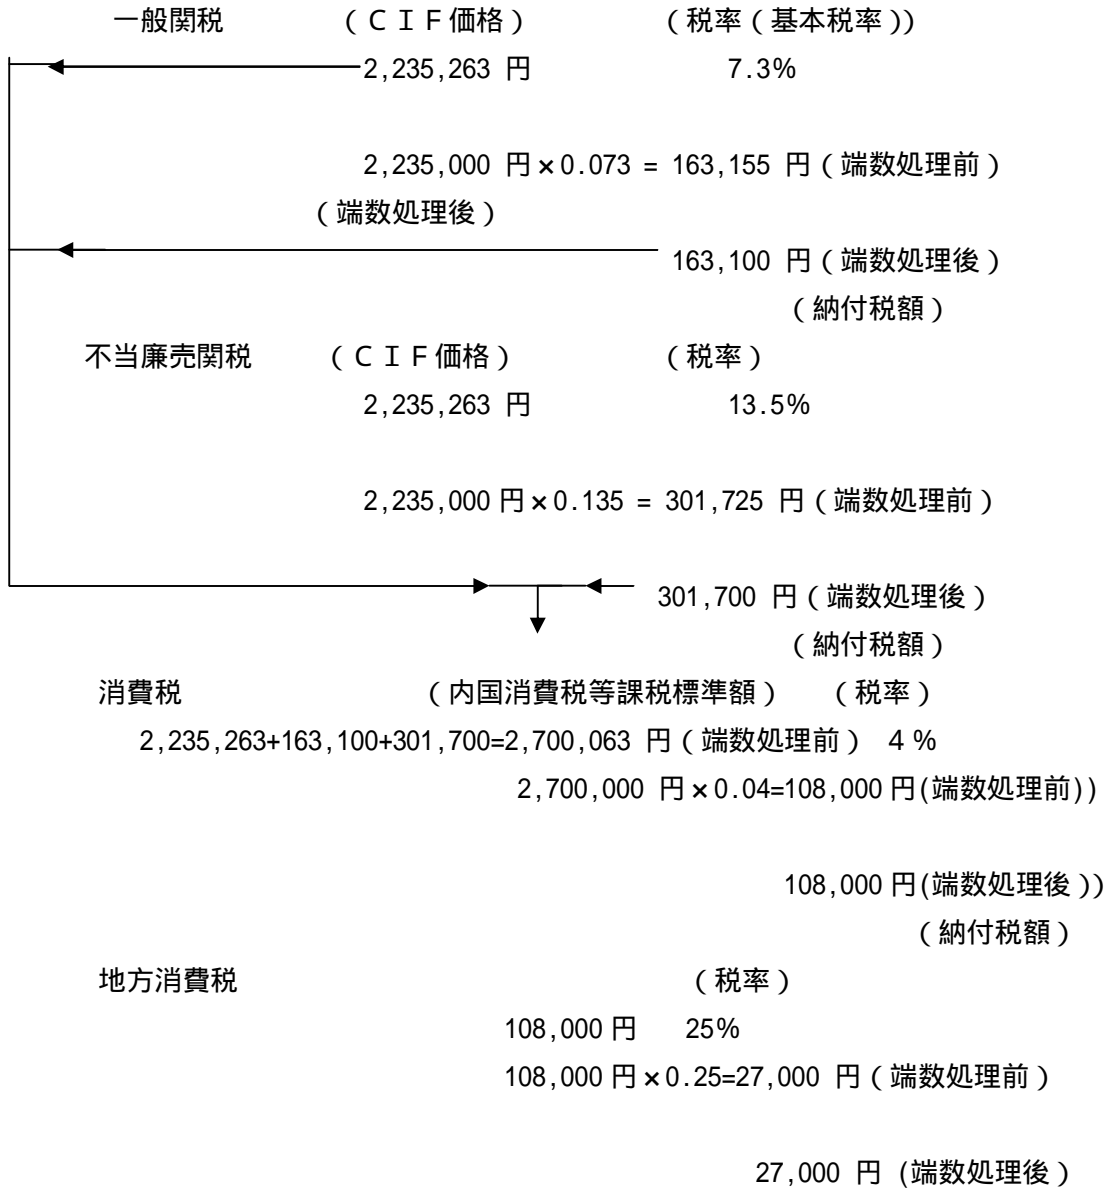 一般関税 (ＣＩＦ価格) (税率(基本税率))
2,235,263 円 7.3%
2,235,000 円×0.073 = 163,155 円(端数処理前)
(端数処理後)
163,100 円(端数処理後)
(納付税額)
不当廉売関税 (ＣＩＦ価格) (税率)
2,235,263 円 13.5%
2,235,000 円×0.135 = 301,725 円(端数処理前)
301,700 円(端数処理後)
(納付税額)
消費税 (内国消費税等課税標準額) (税率)
2,235,263+163,100+301,700=2,700,063 円(端数処理前) ４%
2,700,000 円×0.04=108,000 円(端数処理前))
108,000 円(端数処理後))
(納付税額)
地方消費税 (税率)
108,000 円 25%
108,000 円×0.25=27,000 円(端数処理前)
27,000 円 (端数処理後)